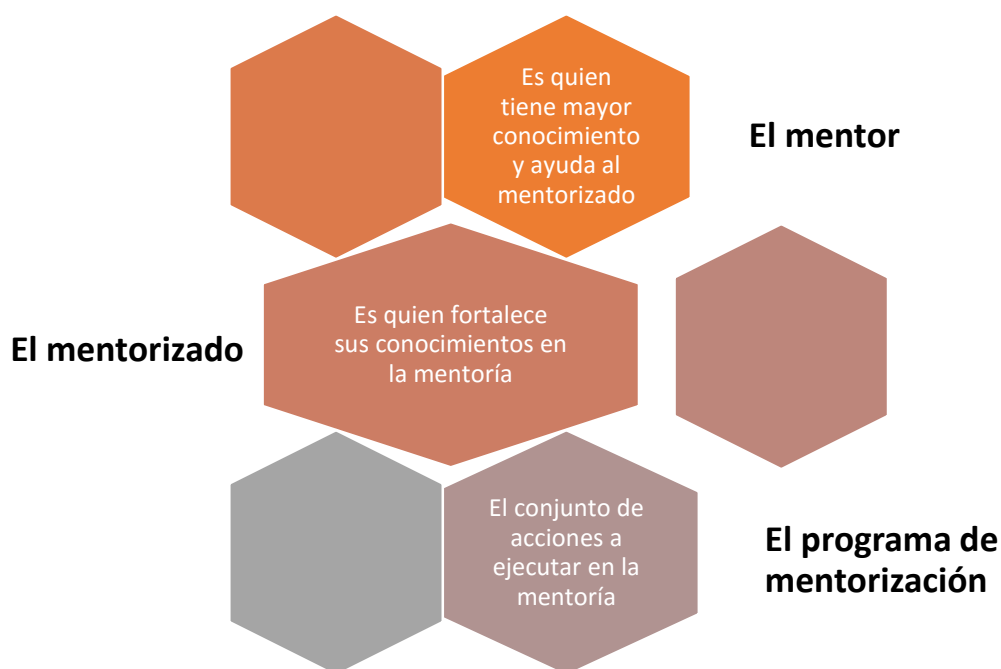 Es quien
tiene mayor
conocimiento
y ayuda al
mentorizado
El mentor
El mentorizado
Es quien fortalece
sus conocimientos en
la mentoría
El conjunto de
acciones a
ejecutar en la
mentoría
El programa de
mentorización